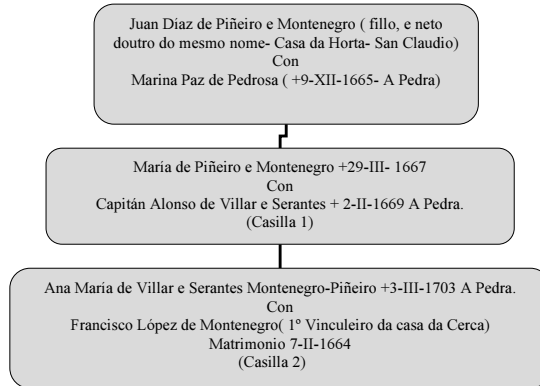 Juan Díaz de Piñeiro e Montenegro ( fillo, e neto
doutro do mesmo nome- Casa da Horta- San Claudio)
Con
Marina Paz de Pedrosa ( +9-XII-1665- A Pedra)
María de Piñeiro e Montenegro +29-III- 1667
Con
Capitán Alonso de Villar e Serantes + 2-II-1669 A Pedra.
(Casilla 1)
Ana María de Villar e Serantes Montenegro-Piñeiro +3-III-1703 A Pedra.
Con
Francisco López de Montenegro( 1º Vinculeiro da casa da Cerca)
Matrimonio 7-II-1664
(Casilla 2)